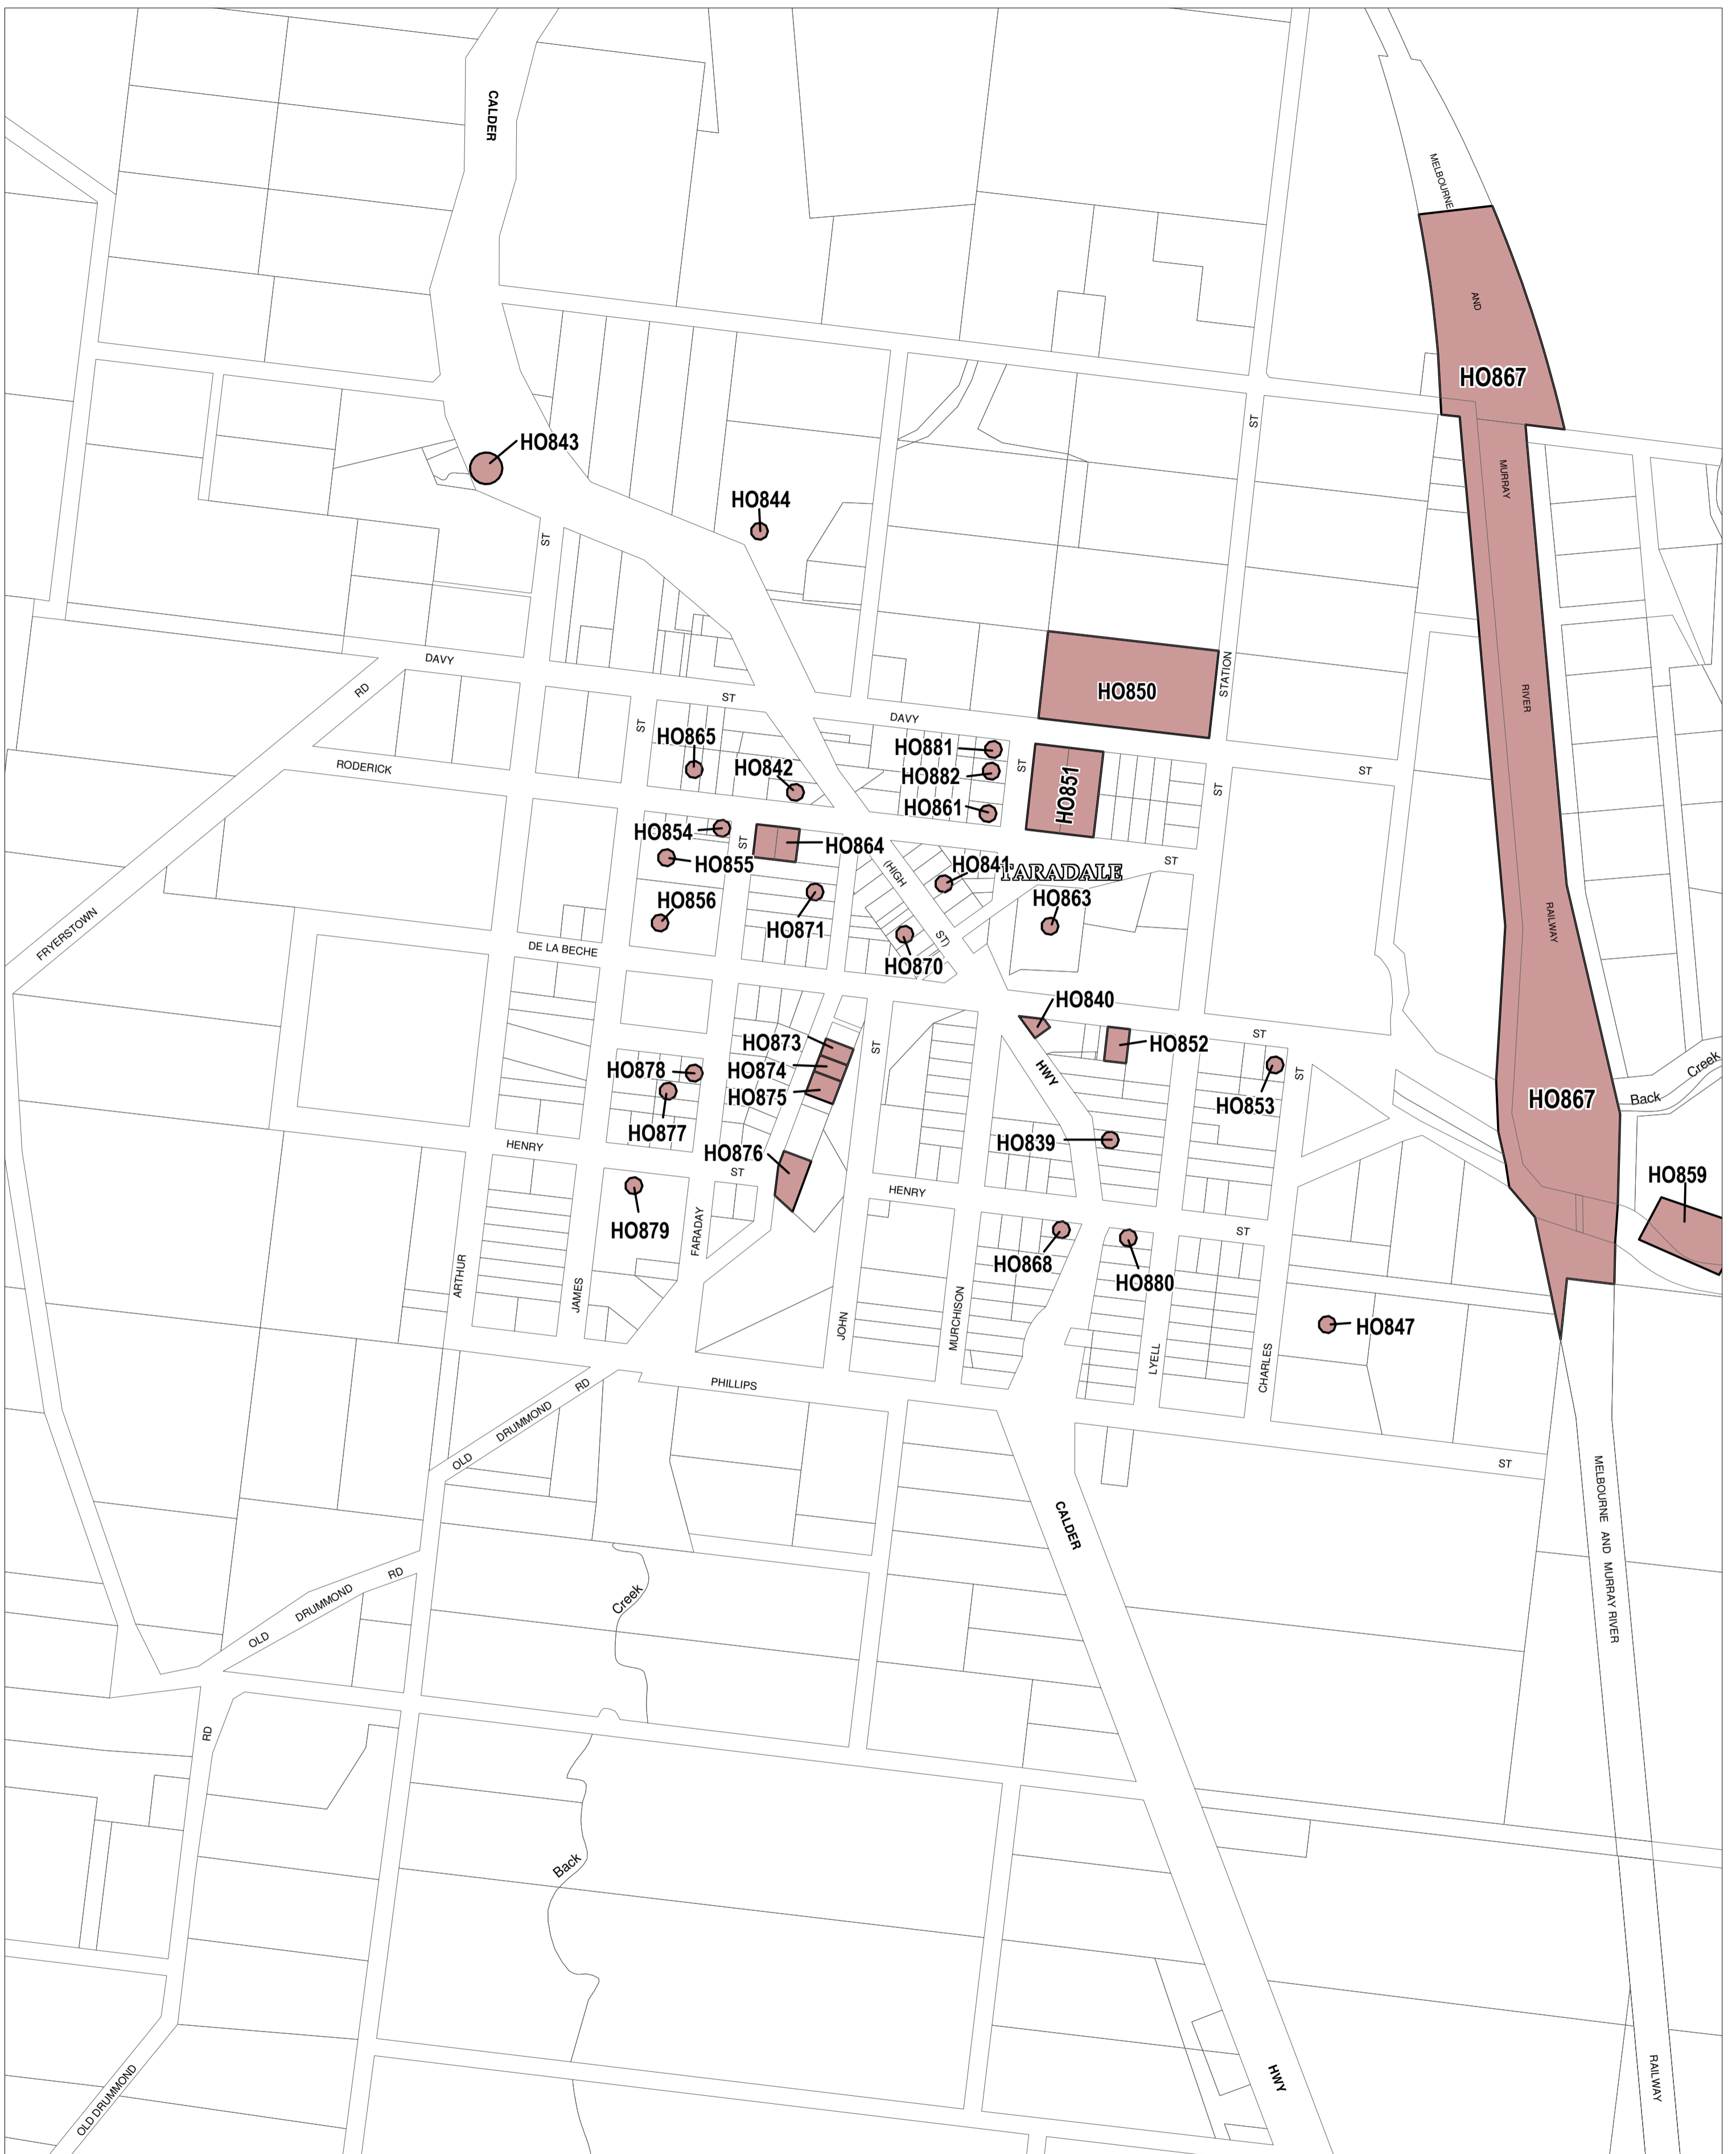 CALDER
MELBOURNE
AND
HO867
ST
HO843
MURRAY
HO844
ST
DAVY
STATION
RD
HO850
RIVER
ST
DAVY
ST
HO865
HO881
ST
RODERICK
HO842
HO882
ST
HO851
ST
HO861
HO854
ST
HO864
HO855
(HIGH
HO841
TARADALE
ST
HO856
HO863
FRYERSTOWN
HO871
ST)
RAILWAY
DE LA BECHE
HO870
HO840
HO873
ST
HO852
ST
HO878
HO874
HWY
ST
Creek
HO875
HO853
HO867
Back
HO877
HENRY
HO839
HO876
ST
HO859
HENRY
HO879
FARADAY
ST
HO868
HO880
ARTHUR
JAMES
JOHN
MURCHISON
HO847
LYELL
CHARLES
PHILLIPS
RD
DRUMMOND
OLD
ST
CALDER
MELBOURNE AND MURRAY RIVER
RD
DRUMMOND
OLD
Creek
RD
Back
OLD DRUMMOND
HWY
RAILWAY